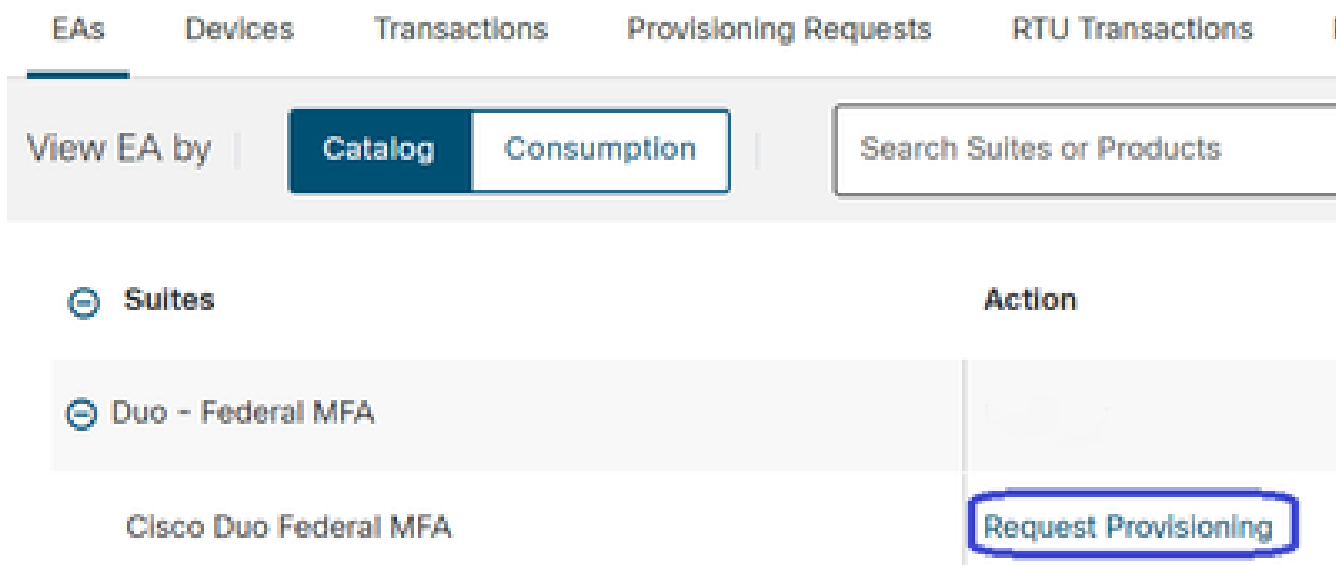 EAs Devices Transactions Provisioning Requests RTU Transactions
View EA by Catalog Consumption Search Suites or Products
Suites Action
Duo - Federal MFA
Cisco Duo Federal MFA Request Provisioning